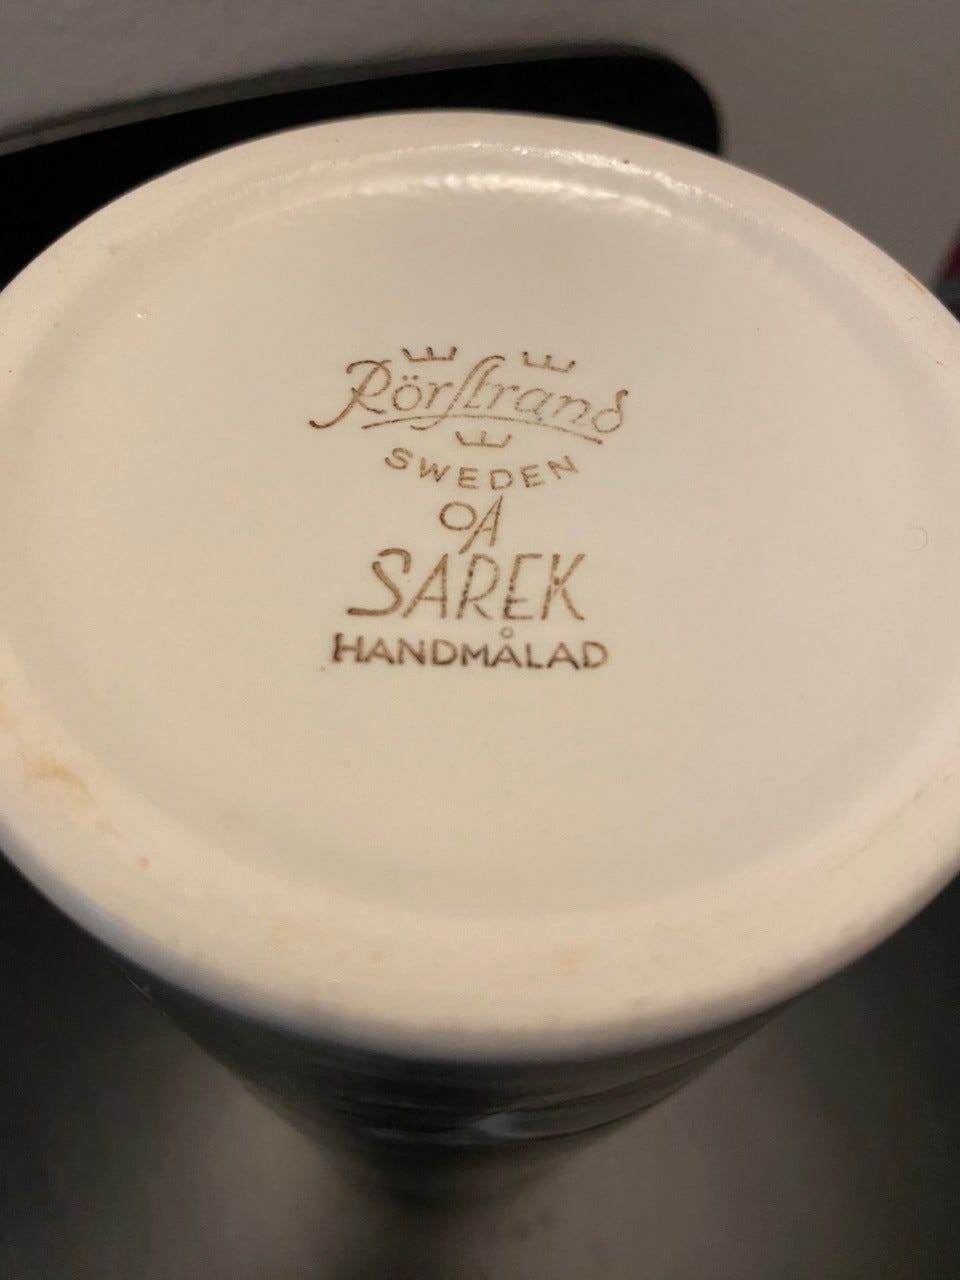 Rörstrand
SWEDEN
OA
SAREK
HANDMÅLAD